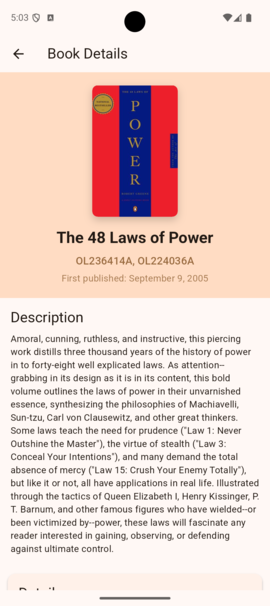 5:03
Book Details
POWER
The 48 Laws of Power
OL236414A, OL224036A
First published: September 9, 2005
Description
Amoral, cunning, ruthless, and instructive, this piercing
work distills three thousand years of the history of power
in to forty-eight well explicated laws. As attention--
grabbing in its design as it is in its content, this bold
volume outlines the laws of power in their unvarnished
essence, synthesizing the philosophies of Machiavelli,
Sun-tzu, Carl von Clausewitz, and other great thinkers.
Some laws teach the need for prudence ("Law 1: Never
Outshine the Master"), the virtue of stealth ("Law 3:
Conceal Your Intentions"), and many demand the total
absence of mercy ("Law 15: Crush Your Enemy Totally"),
but like it or not, all have applications in real life. Illustrated
through the tactics of Queen Elizabeth I, Henry Kissinger, P.
T. Barnum, and other famous figures who have wielded--or
been victimized by--power, these laws will fascinate any
reader interested in gaining, observing, or defending
against ultimate control.